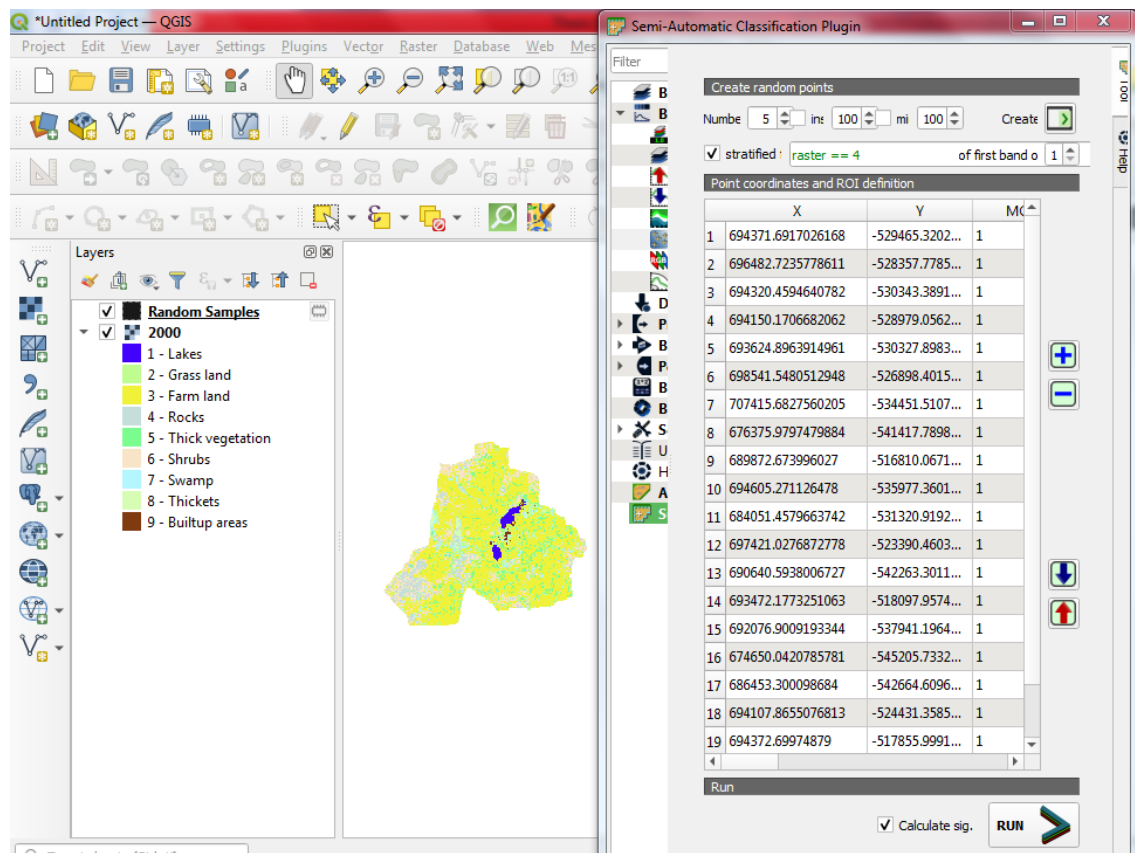 *Untitled Project — QGIS
Project Edit View Layer Settings Plugins Vector Raster Database Web Mes
Layers
Random Samples
2000
1 - Lakes
2 - Grass land
3 - Farm land
4 - Rocks
5 - Thick vegetation
6 - Shrubs
7 - Swamp
8 - Thickets
9 - Builtup areas
Semi-Automatic Classification Plugin
Filter
B
B
D
P
B
P
B
B
S
U
H
A
S
Tool
Help
Create random points
Numbe 5 ins 100 mi 100 Create
stratified raster == 4 of first band o 1
Point coordinates and ROI definition
X Y MC
1 694371.6917026168 -529465.3202... 1
2 696482.7235778611 -528357.7785... 1
3 694320.4594640782 -530343.3891... 1
4 694150.1706682062 -528979.0562... 1
5 693624.8963914961 -530327.8983... 1
6 698541.5480512948 -526898.4015... 1
7 707415.6827560205 -534451.5107... 1
8 676375.9797479884 -541417.7898... 1
9 689872.673996027 -516810.0671... 1
10 694605.271126478 -535977.3601... 1
11 684051.4579663742 -531320.9192... 1
12 697421.0276872778 -523390.4603... 1
13 690640.5938006727 -542263.3011... 1
14 693472.1773251063 -518097.9574... 1
15 692076.9009193344 -537941.1964... 1
16 674650.0420785781 -545205.7332... 1
17 686453.300098684 -542664.6096... 1
18 694107.8655076813 -524431.3585... 1
19 694372.69974879 -517855.9991... 1
Run
Calculate sig. RUN